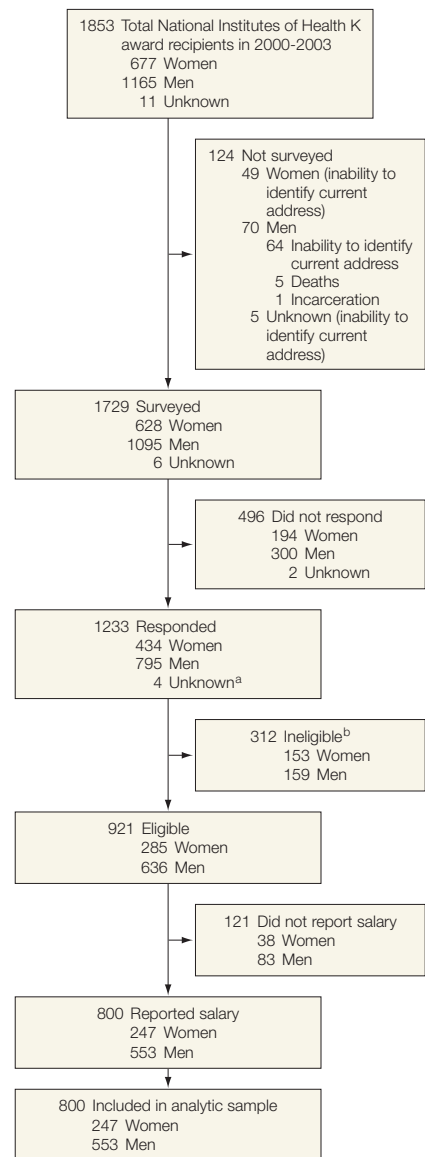 1853 Total National Institutes of Health K
award recipients in 2000-2003
677 Women
1165 Men
11 Unknown
124 Not surveyed
49 Women (inability to
identify current
address)
70 Men
64 Inability to identify
current address
5 Deaths
1 Incarceration
5 Unknown (inability to
identify current
address)
1729 Surveyed
628 Women
1095 Men
6 Unknown
496 Did not respond
194 Women
300 Men
2 Unknown
1233 Responded
434 Women
795 Men
4 Unknownᵃ
312 Ineligibleᵇ
153 Women
159 Men
921 Eligible
285 Women
636 Men
121 Did not report salary
38 Women
83 Men
800 Reported salary
247 Women
553 Men
800 Included in analytic sample
247 Women
553 Men